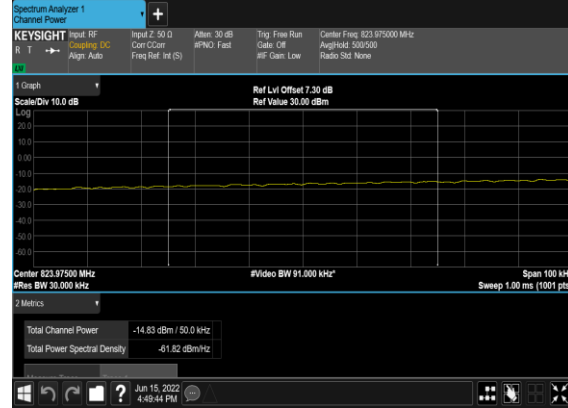 Spectrum Analyzer 1
Channel Power
+
KEYSIGHT
R T
LXI
Input: RF
Coupling: DC
Align: Auto
Input Z: 50 Ω
Corr CCorr
Freq Ref: Int (S)
Atten: 30 dB
#PNO: Fast
Trig: Free Run
Gate: Off
#IF Gain: Low
Center Freq: 823.975000 MHz
Avg|Hold: 500/500
Radio Std: None
1 Graph
Scale/Div 10.0 dB
Ref Lvl Offset 7.30 dB
Ref Value 30.00 dBm
Log
20.0
10.0
0.00
-10.0
-20.0
-30.0
-40.0
-50.0
-60.0
Center 823.97500 MHz
#Video BW 91.000 kHz*
Span 100 kH
#Res BW 30.000 kHz
Sweep 1.00 ms (1001 pts
2 Metrics
Total Channel Power -14.83 dBm / 50.0 kHz
Total Power Spectral Density -61.82 dBm/Hz
?
Jun 15, 2022
4:49:44 PM